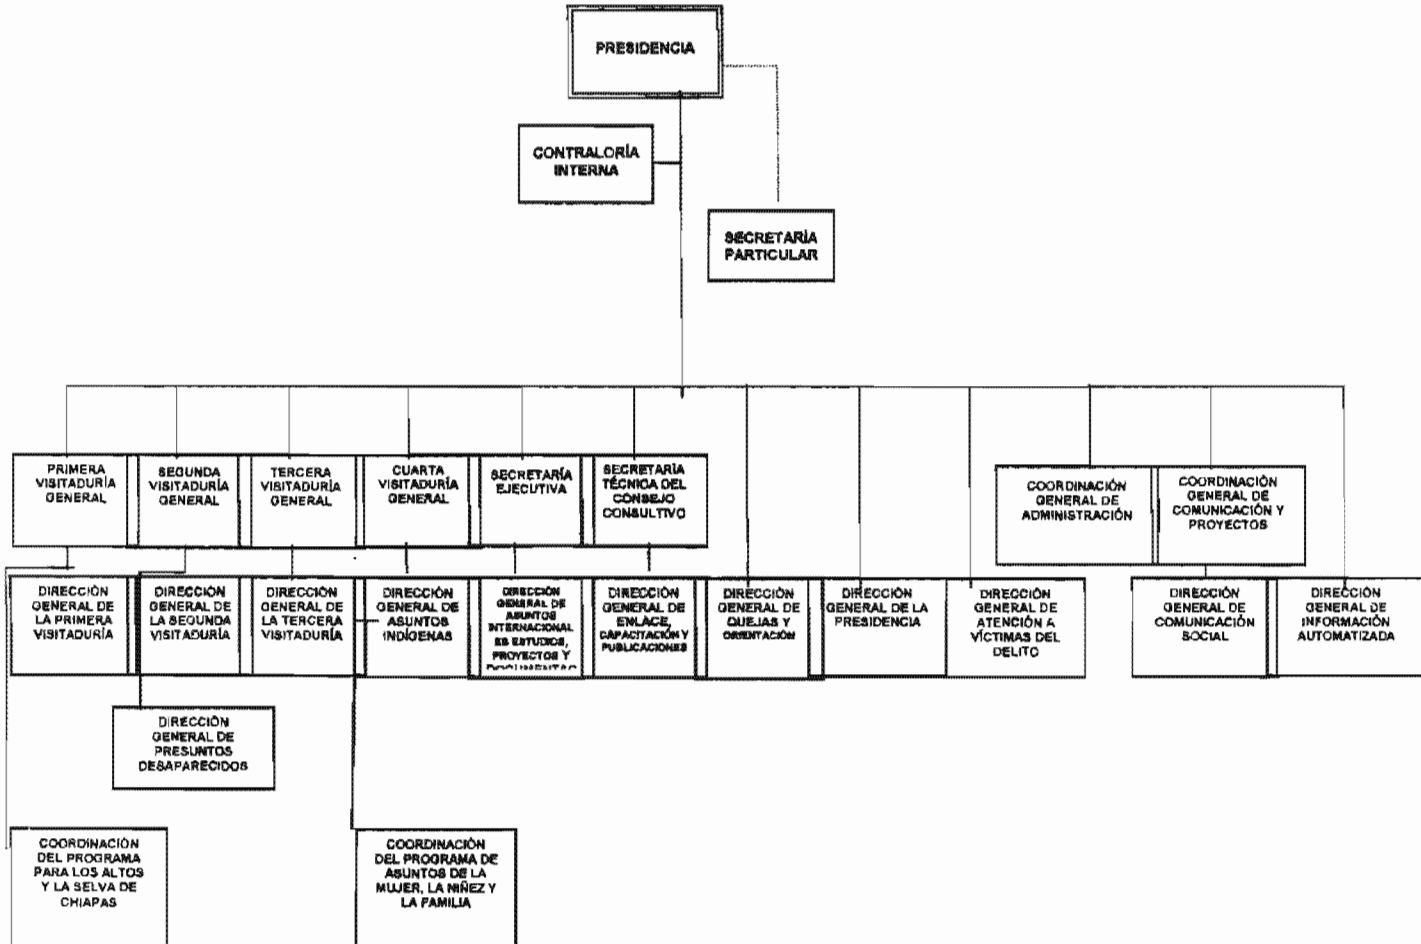 PRESIDENCIA
CONTRALORÍA
INTERNA
SECRETARÍA
PARTICULAR
PRIMERA
VISITADURÍA
GENERAL
SEGUNDA
VISITADURÍA
GENERAL
TERCERA
VISITADURÍA
GENERAL
CUARTA
VISITADURÍA
GENERAL
SECRETARÍA
EJECUTIVA
SECRETARÍA
TÉCNICA DEL
CONSEJO
CONSULTIVO
COORDINACIÓN
GENERAL DE
ADMINISTRACIÓN
COORDINACIÓN
GENERAL DE
COMUNICACIÓN Y
PROYECTOS
DIRECCIÓN
GENERAL DE
LA PRIMERA
VISITADURÍA
DIRECCIÓN
GENERAL DE
LA SEGUNDA
VISITADURÍA
DIRECCIÓN
GENERAL DE
LA TERCERA
VISITADURÍA
DIRECCIÓN
GENERAL DE
ASUNTOS
INDÍGENAS
DIRECCIÓN
GENERAL DE
ASUNTOS
INTERNACIONAL
ES ESTUDIOS,
PROYECTOS Y
DOCUMENTAC
DIRECCIÓN
GENERAL DE
ENLACE,
CAPACITACIÓN Y
PUBLICACIONES
DIRECCIÓN
GENERAL DE
QUEJAS Y
ORIENTACIÓN
DIRECCIÓN
GENERAL DE LA
PRESIDENCIA
DIRECCIÓN
GENERAL DE
ATENCIÓN A
VÍCTIMAS DEL
DELITO
DIRECCIÓN
GENERAL DE
COMUNICACIÓN
SOCIAL
DIRECCIÓN
GENERAL DE
INFORMACIÓN
AUTOMATIZADA
DIRECCIÓN
GENERAL DE
PRESUNTOS
DESAPARECIDOS
COORDINACIÓN
DEL PROGRAMA
PARA LOS ALTOS
Y LA SELVA DE
CHIAPAS
COORDINACIÓN
DEL PROGRAMA DE
ASUNTOS DE LA
MUJER, LA NIÑEZ Y
LA FAMILIA